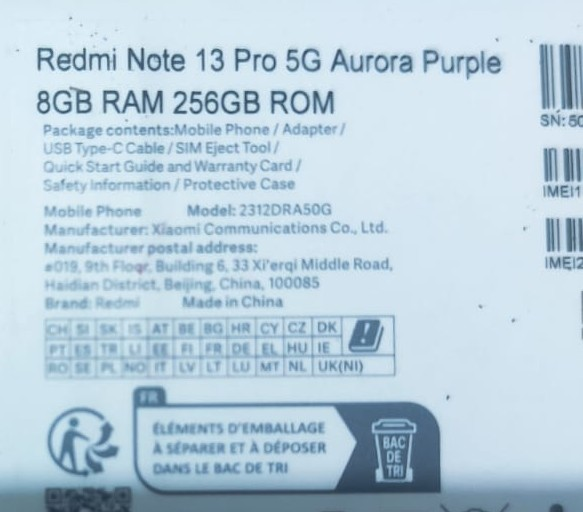 Redmi Note 13 Pro 5G Aurora Purple
8GB RAM 256GB ROM
Package contents:Mobile Phone / Adapter /
USB Type-C Cable / SIM Eject Tool /
Quick Start Guide and Warranty Card /
Safety Information / Protective Case
Mobile Phone Model: 2312DRA50G
Manufacturer: Xiaomi Communications Co., Ltd.
Manufacturer postal address:
#019, 9th Floor, Building 6, 33 Xi'erqi Middle Road,
Haidian District, Beijing, China, 100085
Brand: Redmi Made in China
CH SI SK IS AT BE BG HR CY CZ DK
PT ES TR LI EE FI FR DE EL HU IE
RO SE PL NO IT LV LT LU MT NL UK(NI)
SN: 50
IMEI1
IMEI2
FR
ÉLÉMENTS D'EMBALLAGE
À SÉPARER ET À DÉPOSER
DANS LE BAC DE TRI
BAC
DE
TRI